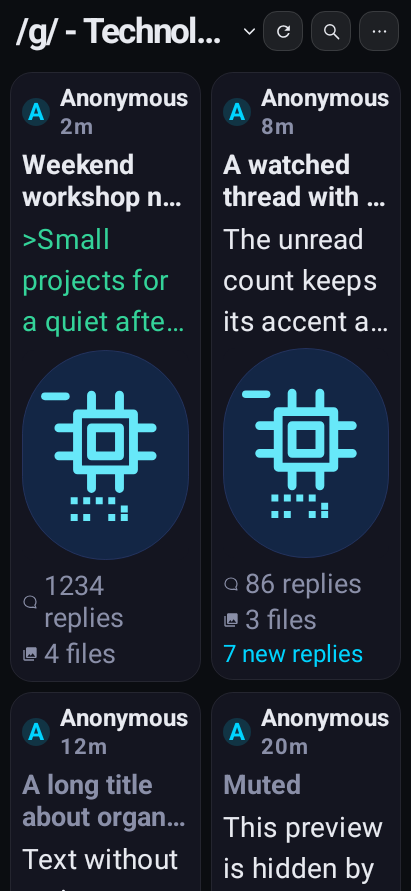 /g/ - Technol...
A Anonymous
2m
Weekend
workshop n...
>Small
projects for
a quiet afte...
1234
replies
4 files
A Anonymous
8m
A watched
thread with ...
The unread
count keeps
its accent a...
86 replies
3 files
7 new replies
A Anonymous
12m
A long title
about organ...
Text without
A Anonymous
20m
Muted
This preview
is hidden by